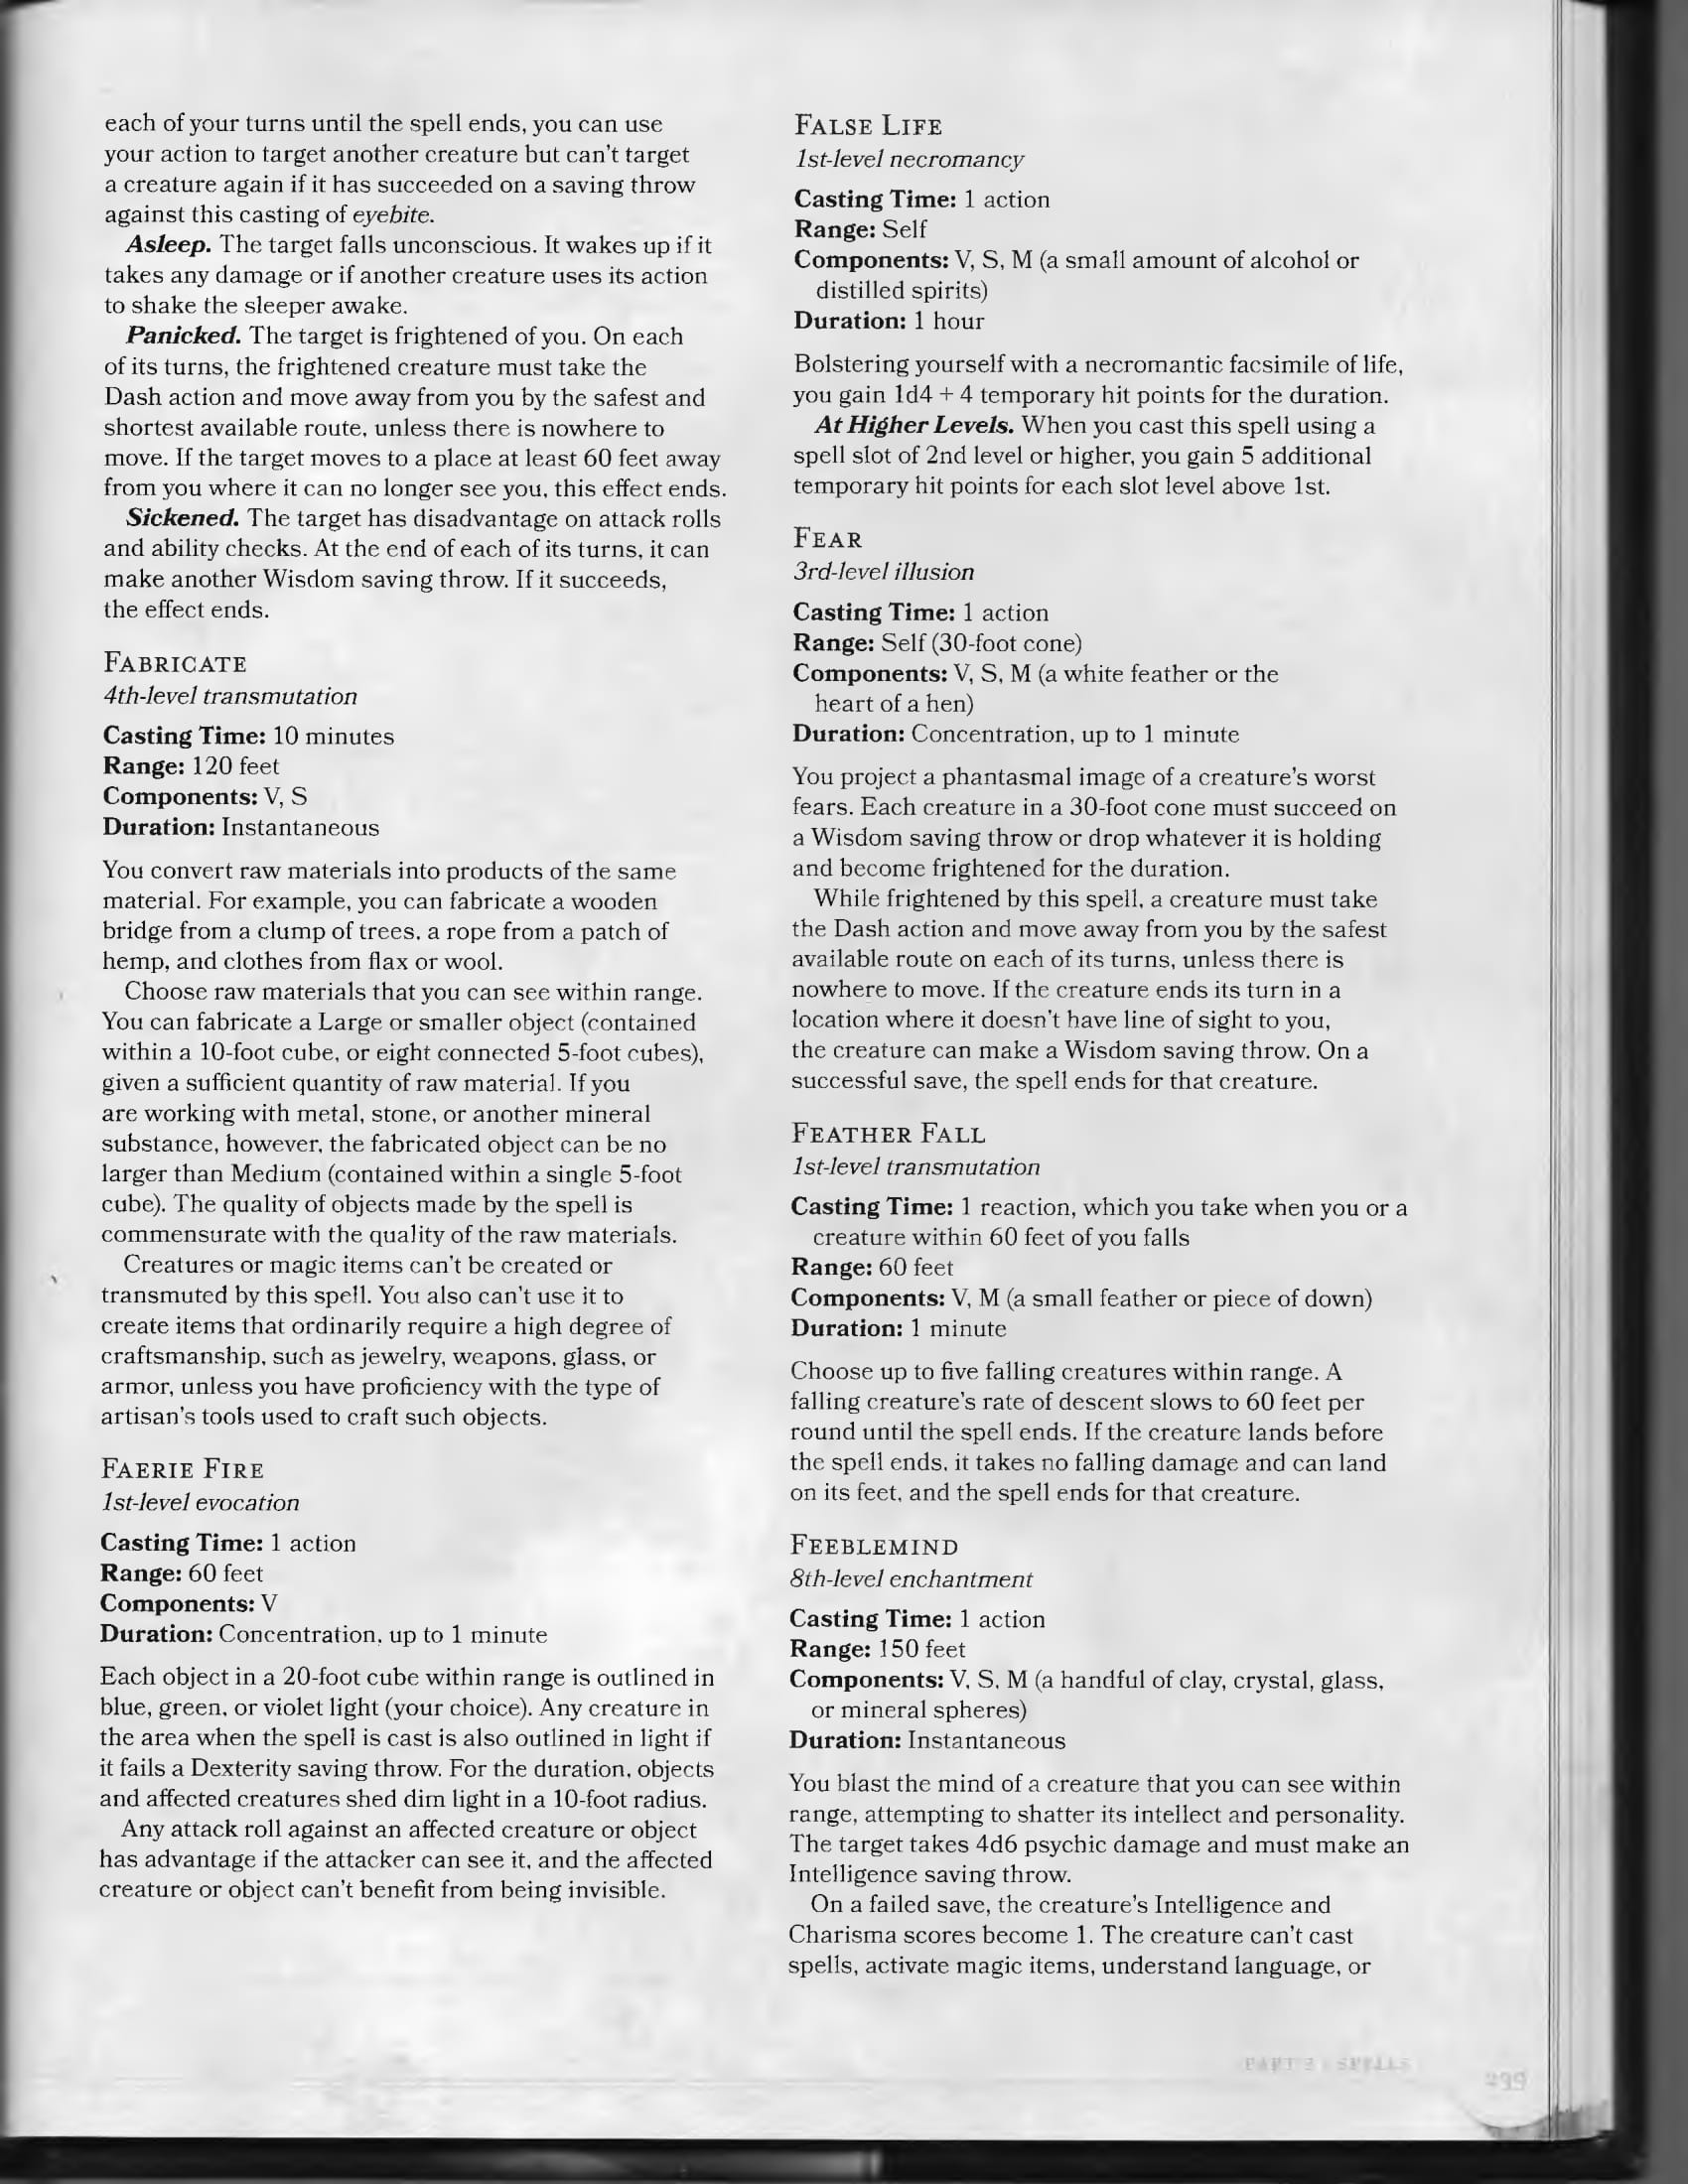 each of your turns until the spell ends, you can use
your action to target another creature but can't target
a creature again if it has succeeded on a saving throw
against this casting of eyebite.
Asleep. The target falls unconscious. It wakes up if it
takes any damage or if another creature uses its action
to shake the sleeper awake.
Panicked. The target is frightened of you. On each
of its turns, the frightened creature must take the
Dash action and move away from you by the safest and
shortest available route, unless there is nowhere to
move. If the target moves to a place at least 60 feet away
from you where it can no longer see you, this effect ends.
Sickened. The target has disadvantage on attack rolls
and ability checks. At the end of each of its turns, it can
make another Wisdom saving throw. If it succeeds,
the effect ends.
FABRICATE
4th-level transmutation
Casting Time: 10 minutes
Range: 120 feet
Components: V, S
Duration: Instantaneous
You convert raw materials into products of the same
material. For example, you can fabricate a wooden
bridge from a clump of trees, a rope from a patch of
hemp, and clothes from flax or wool.
Choose raw materials that you can see within range.
You can fabricate a Large or smaller object (contained
within a 10-foot cube, or eight connected 5-foot cubes),
given a sufficient quantity of raw material. If you
are working with metal, stone, or another mineral
substance, however, the fabricated object can be no
larger than Medium (contained within a single 5-foot
cube). The quality of objects made by the spell is
commensurate with the quality of the raw materials.
Creatures or magic items can't be created or
transmuted by this spell. You also can't use it to
create items that ordinarily require a high degree of
craftsmanship, such as jewelry, weapons, glass, or
armor, unless you have proficiency with the type of
artisan's tools used to craft such objects.
FAERIE FIRE
1st-level evocation
Casting Time: 1 action
Range: 60 feet
Components: V
Duration: Concentration, up to 1 minute
Each object in a 20-foot cube within range is outlined in
blue, green, or violet light (your choice). Any creature in
the area when the spell is cast is also outlined in light if
it fails a Dexterity saving throw. For the duration, objects
and affected creatures shed dim light in a 10-foot radius.
Any attack roll against an affected creature or object
has advantage if the attacker can see it, and the affected
creature or object can't benefit from being invisible.
FALSE LIFE
1st-level necromancy
Casting Time: 1 action
Range: Self
Components: V, S, M (a small amount of alcohol or
distilled spirits)
Duration: 1 hour
Bolstering yourself with a necromantic facsimile of life,
you gain 1d4 + 4 temporary hit points for the duration.
At Higher Levels. When you cast this spell using a
spell slot of 2nd level or higher, you gain 5 additional
temporary hit points for each slot level above 1st.
FEAR
3rd-level illusion
Casting Time: 1 action
Range: Self (30-foot cone)
Components: V, S, M (a white feather or the
heart of a hen)
Duration: Concentration, up to 1 minute
You project a phantasmal image of a creature's worst
fears. Each creature in a 30-foot cone must succeed on
a Wisdom saving throw or drop whatever it is holding
and become frightened for the duration.
While frightened by this spell, a creature must take
the Dash action and move away from you by the safest
available route on each of its turns, unless there is
nowhere to move. If the creature ends its turn in a
location where it doesn't have line of sight to you,
the creature can make a Wisdom saving throw. On a
successful save, the spell ends for that creature.
FEATHER FALL
1st-level transmutation
Casting Time: 1 reaction, which you take when you or a
creature within 60 feet of you falls
Range: 60 feet
Components: V, M (a small feather or piece of down)
Duration: 1 minute
Choose up to five falling creatures within range. A
falling creature's rate of descent slows to 60 feet per
round until the spell ends. If the creature lands before
the spell ends, it takes no falling damage and can land
on its feet, and the spell ends for that creature.
FEEBLEMIND
8th-level enchantment
Casting Time: 1 action
Range: 150 feet
Components: V, S, M (a handful of clay, crystal, glass,
or mineral spheres)
Duration: Instantaneous
You blast the mind of a creature that you can see within
range, attempting to shatter its intellect and personality.
The target takes 4d6 psychic damage and must make an
Intelligence saving throw.
On a failed save, the creature's Intelligence and
Charisma scores become 1. The creature can't cast
spells, activate magic items, understand language, or
PART 3 | SPELLS
239